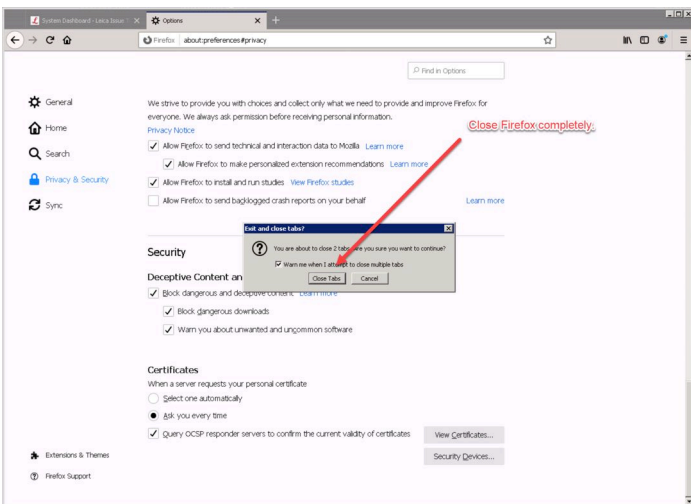 System Dashboard - Leica Issue T
Options
Firefox
about:preferences#privacy
Find in Options
General
Home
Search
Privacy & Security
Sync
We strive to provide you with choices and collect only what we need to provide and improve Firefox for
everyone. We always ask permission before receiving personal information.
Privacy Notice
Close Firefox completely.
Allow Firefox to send technical and interaction data to Mozilla Learn more
Allow Firefox to make personalized extension recommendations Learn more
Allow Firefox to install and run studies View Firefox studies
Allow Firefox to send backlogged crash reports on your behalf Learn more
Exit and close tabs?
You are about to close 2 tabs. Are you sure you want to continue?
Warn me when I attempt to close multiple tabs
Close Tabs
Cancel
Security
Deceptive Content an
Block dangerous and deceptive content Learn more
Block dangerous downloads
Warn you about unwanted and uncommon software
Certificates
When a server requests your personal certificate
Select one automatically
Ask you every time
Query OCSP responder servers to confirm the current validity of certificates
View Certificates...
Security Devices...
Extensions & Themes
Firefox Support